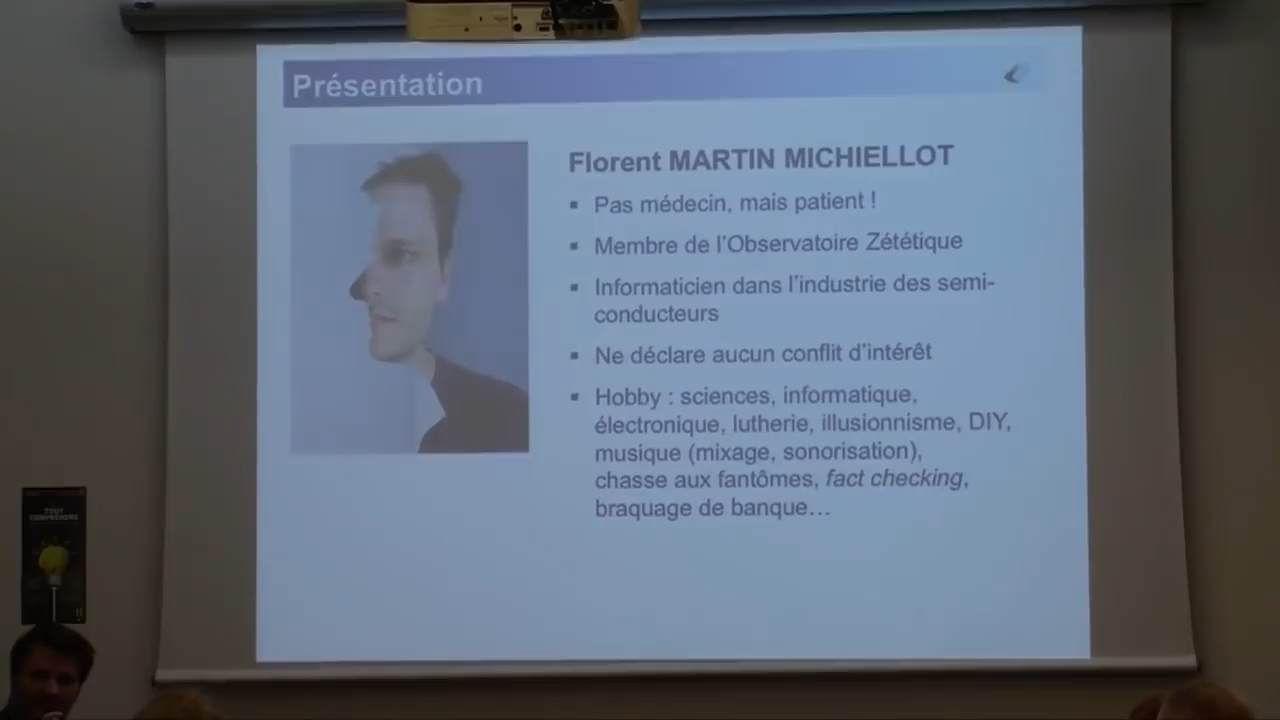 Présentation
Florent MARTIN MICHIELLOT
▪ Pas médecin, mais patient !
▪ Membre de l'Observatoire Zététique
▪ Informaticien dans l'industrie des semi-
conducteurs
▪ Ne déclare aucun conflit d'intérêt
▪ Hobby : sciences, informatique,
électronique, lutherie, illusionnisme, DIY,
musique (mixage, sonorisation),
chasse aux fantômes, fact checking,
braquage de banque…
TOUT
COMPRENDRE